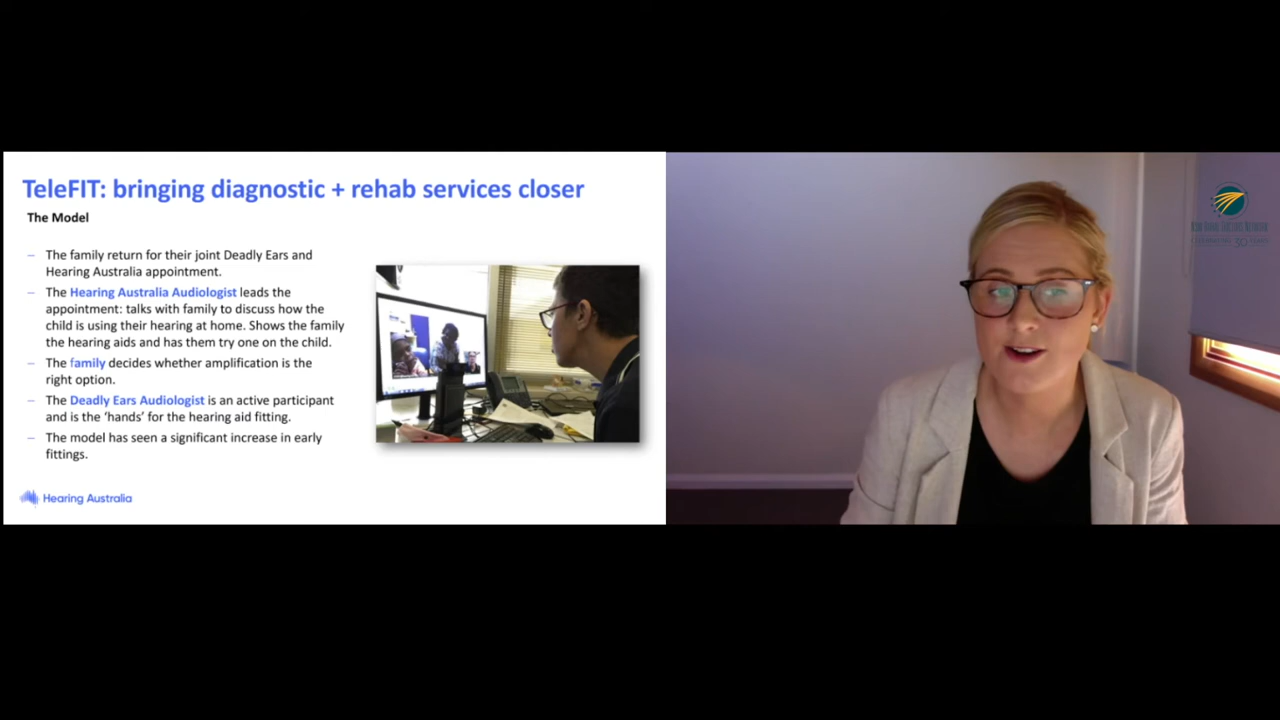 TeleFIT: bringing diagnostic + rehab services closer
The Model
– The family return for their joint Deadly Ears and
Hearing Australia appointment.
– The Hearing Australia Audiologist leads the
appointment: talks with family to discuss how the
child is using their hearing at home. Shows the family
the hearing aids and has them try one on the child.
– The family decides whether amplification is the
right option.
– The Deadly Ears Audiologist is an active participant
and is the ‘hands’ for the hearing aid fitting.
– The model has seen a significant increase in early
fittings.
Hearing Australia